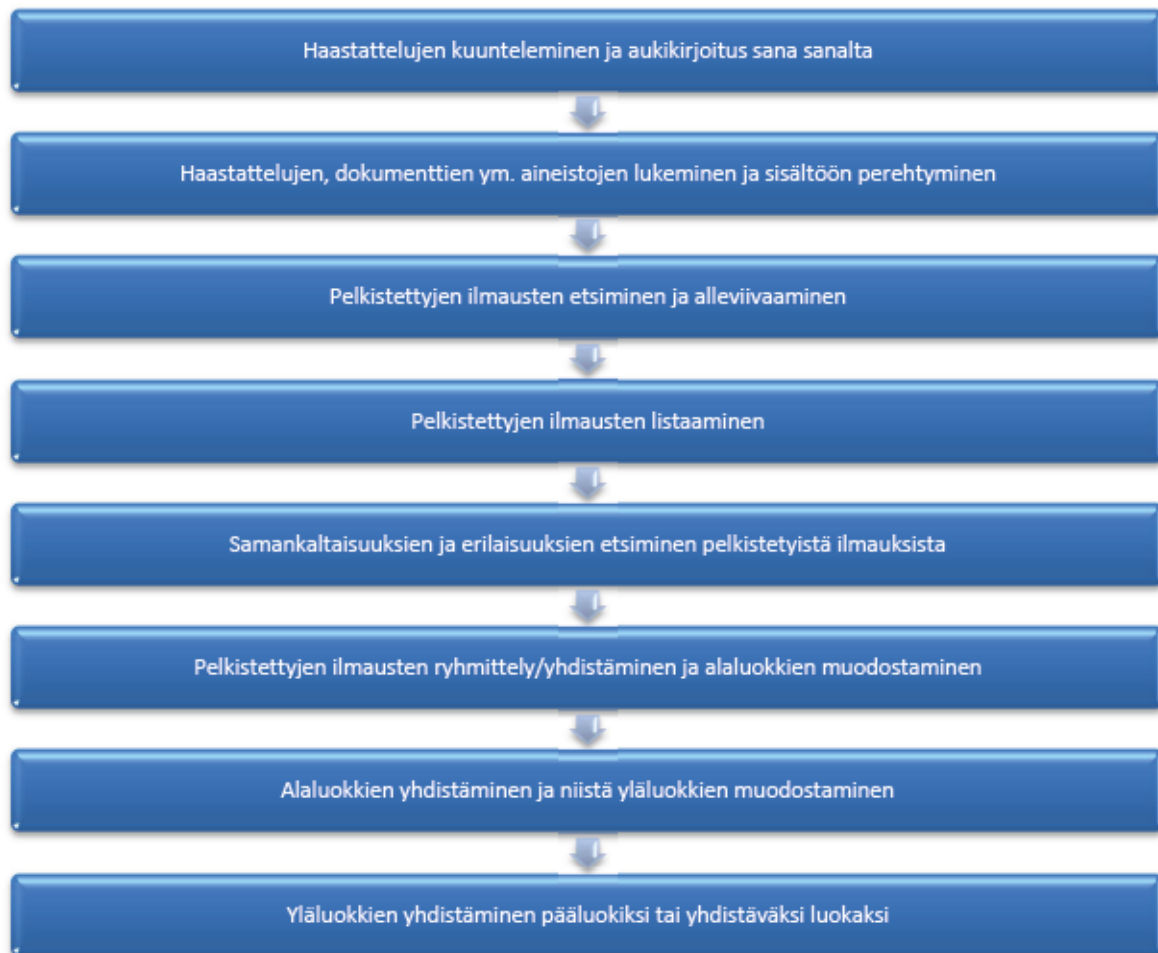 Haastattelujen kuunteleminen ja aukikirjoitus sana sanalta
Haastattelujen, dokumenttien ym. aineistojen lukeminen ja sisältöön perehtyminen
Pelkistettyjen ilmausten etsiminen ja alleviivaaminen
Pelkistettyjen ilmausten listaaminen
Samankaltaisuuksien ja erilaisuuksien etsiminen pelkistetyistä ilmauksista
Pelkistettyjen ilmausten ryhmittely/yhdistäminen ja alaluokkien muodostaminen
Alaluokkien yhdistäminen ja niistä yläluokkien muodostaminen
Yläluokkien yhdistäminen pääluokiksi tai yhdistäväksi luokaksi